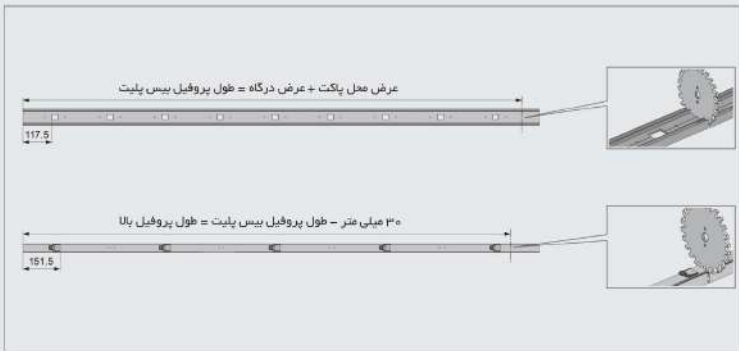 عرض محل پاکت + عرض درگاه = طول پروفیل بیس پلیت
117.5
۳۰ میلی متر – طول پروفیل بیس پلیت = طول پروفیل بالا
151.5